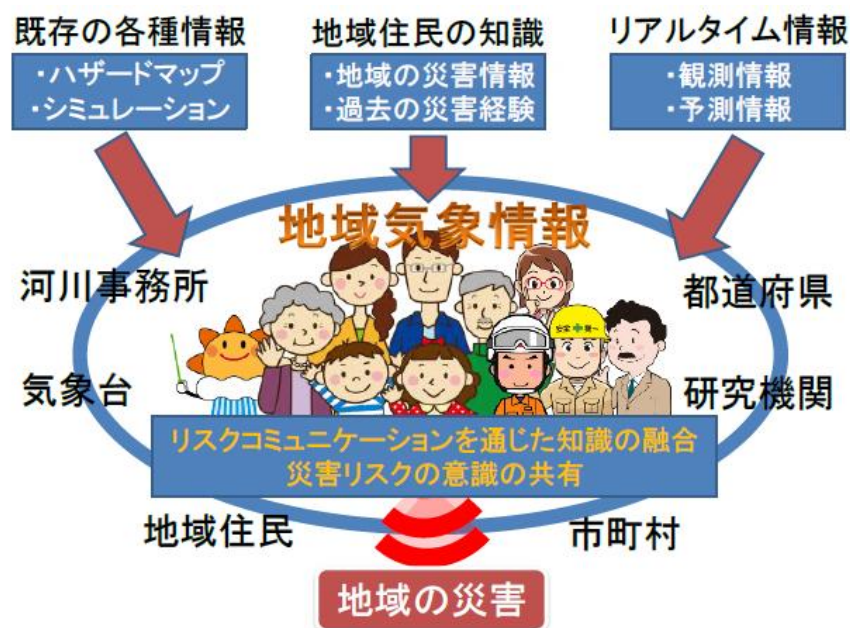 既存の各種情報
・ハザードマップ
・シミュレーション
地域住民の知識
・地域の災害情報
・過去の災害経験
リアルタイム情報
・観測情報
・予測情報
地域気象情報
河川事務所
都道府県
気象台
研究機関
リスクコミュニケーションを通じた知識の融合
災害リスクの意識の共有
地域住民
市町村
地域の災害